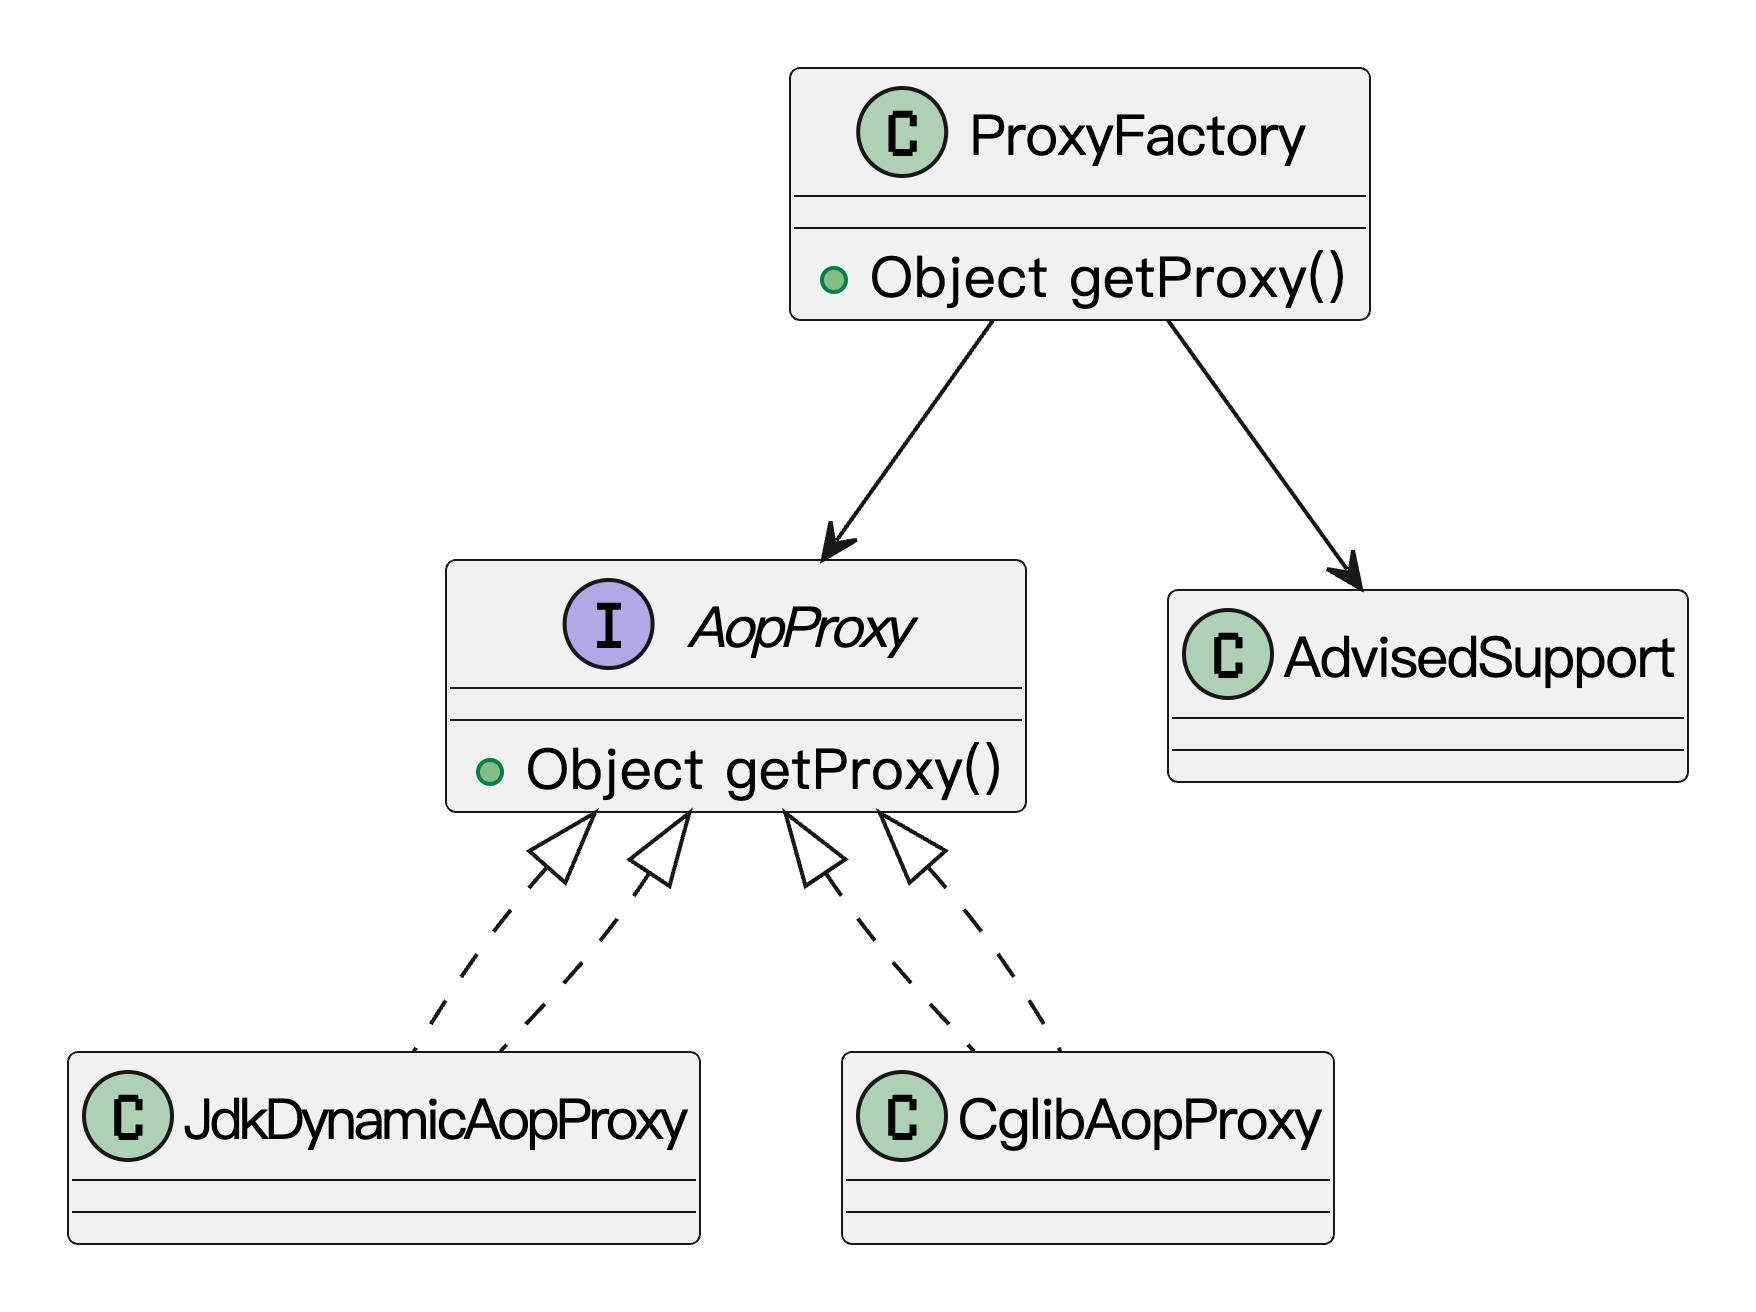 C ProxyFactory
Object getProxy()
I AopProxy
Object getProxy()
C AdvisedSupport
C JdkDynamicAopProxy
C CglibAopProxy